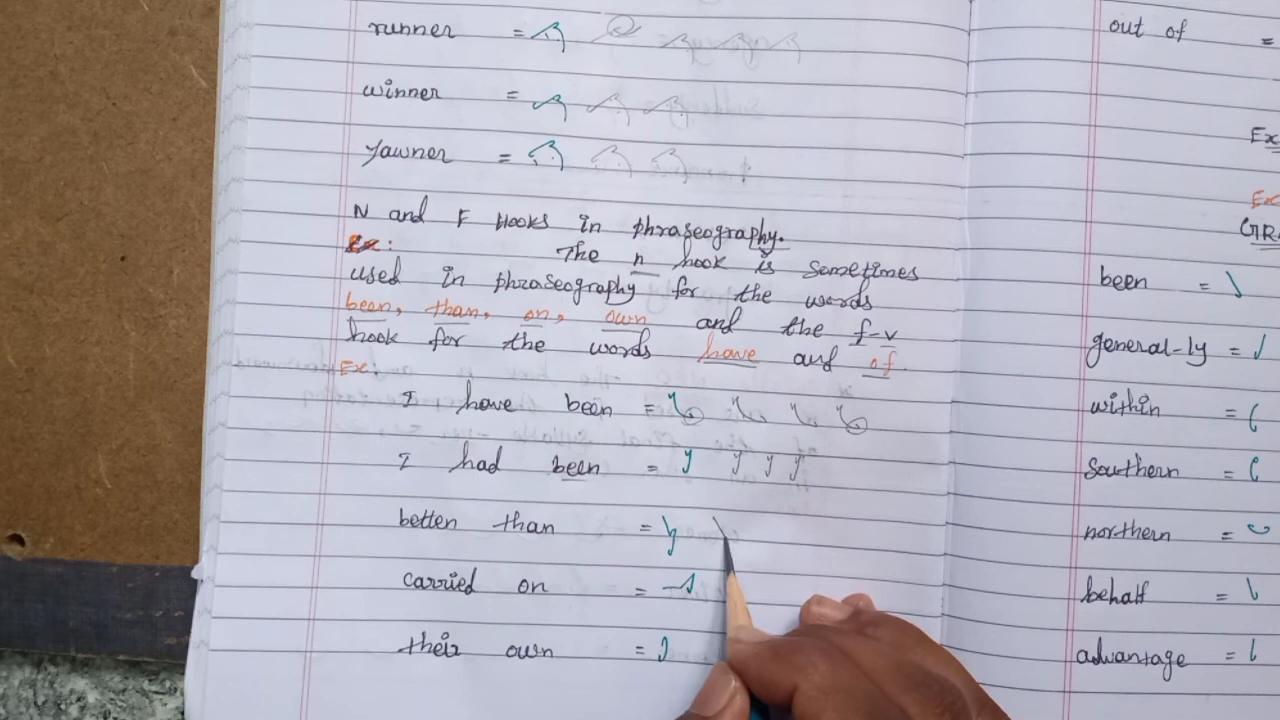 runner =
winner =
yawner =
N and F Hooks in phraseography.
Ex:
The n hook is sometimes
used in phraseography for the words
been, than, on, own and the f-v
hook for the words have and of.
Ex:
I have been =
I had been =
better than =
carried on =
their own =
out of =
Ex
Ex
GR
been =
general-ly =
within =
Southern =
northern =
behalf =
advantage =